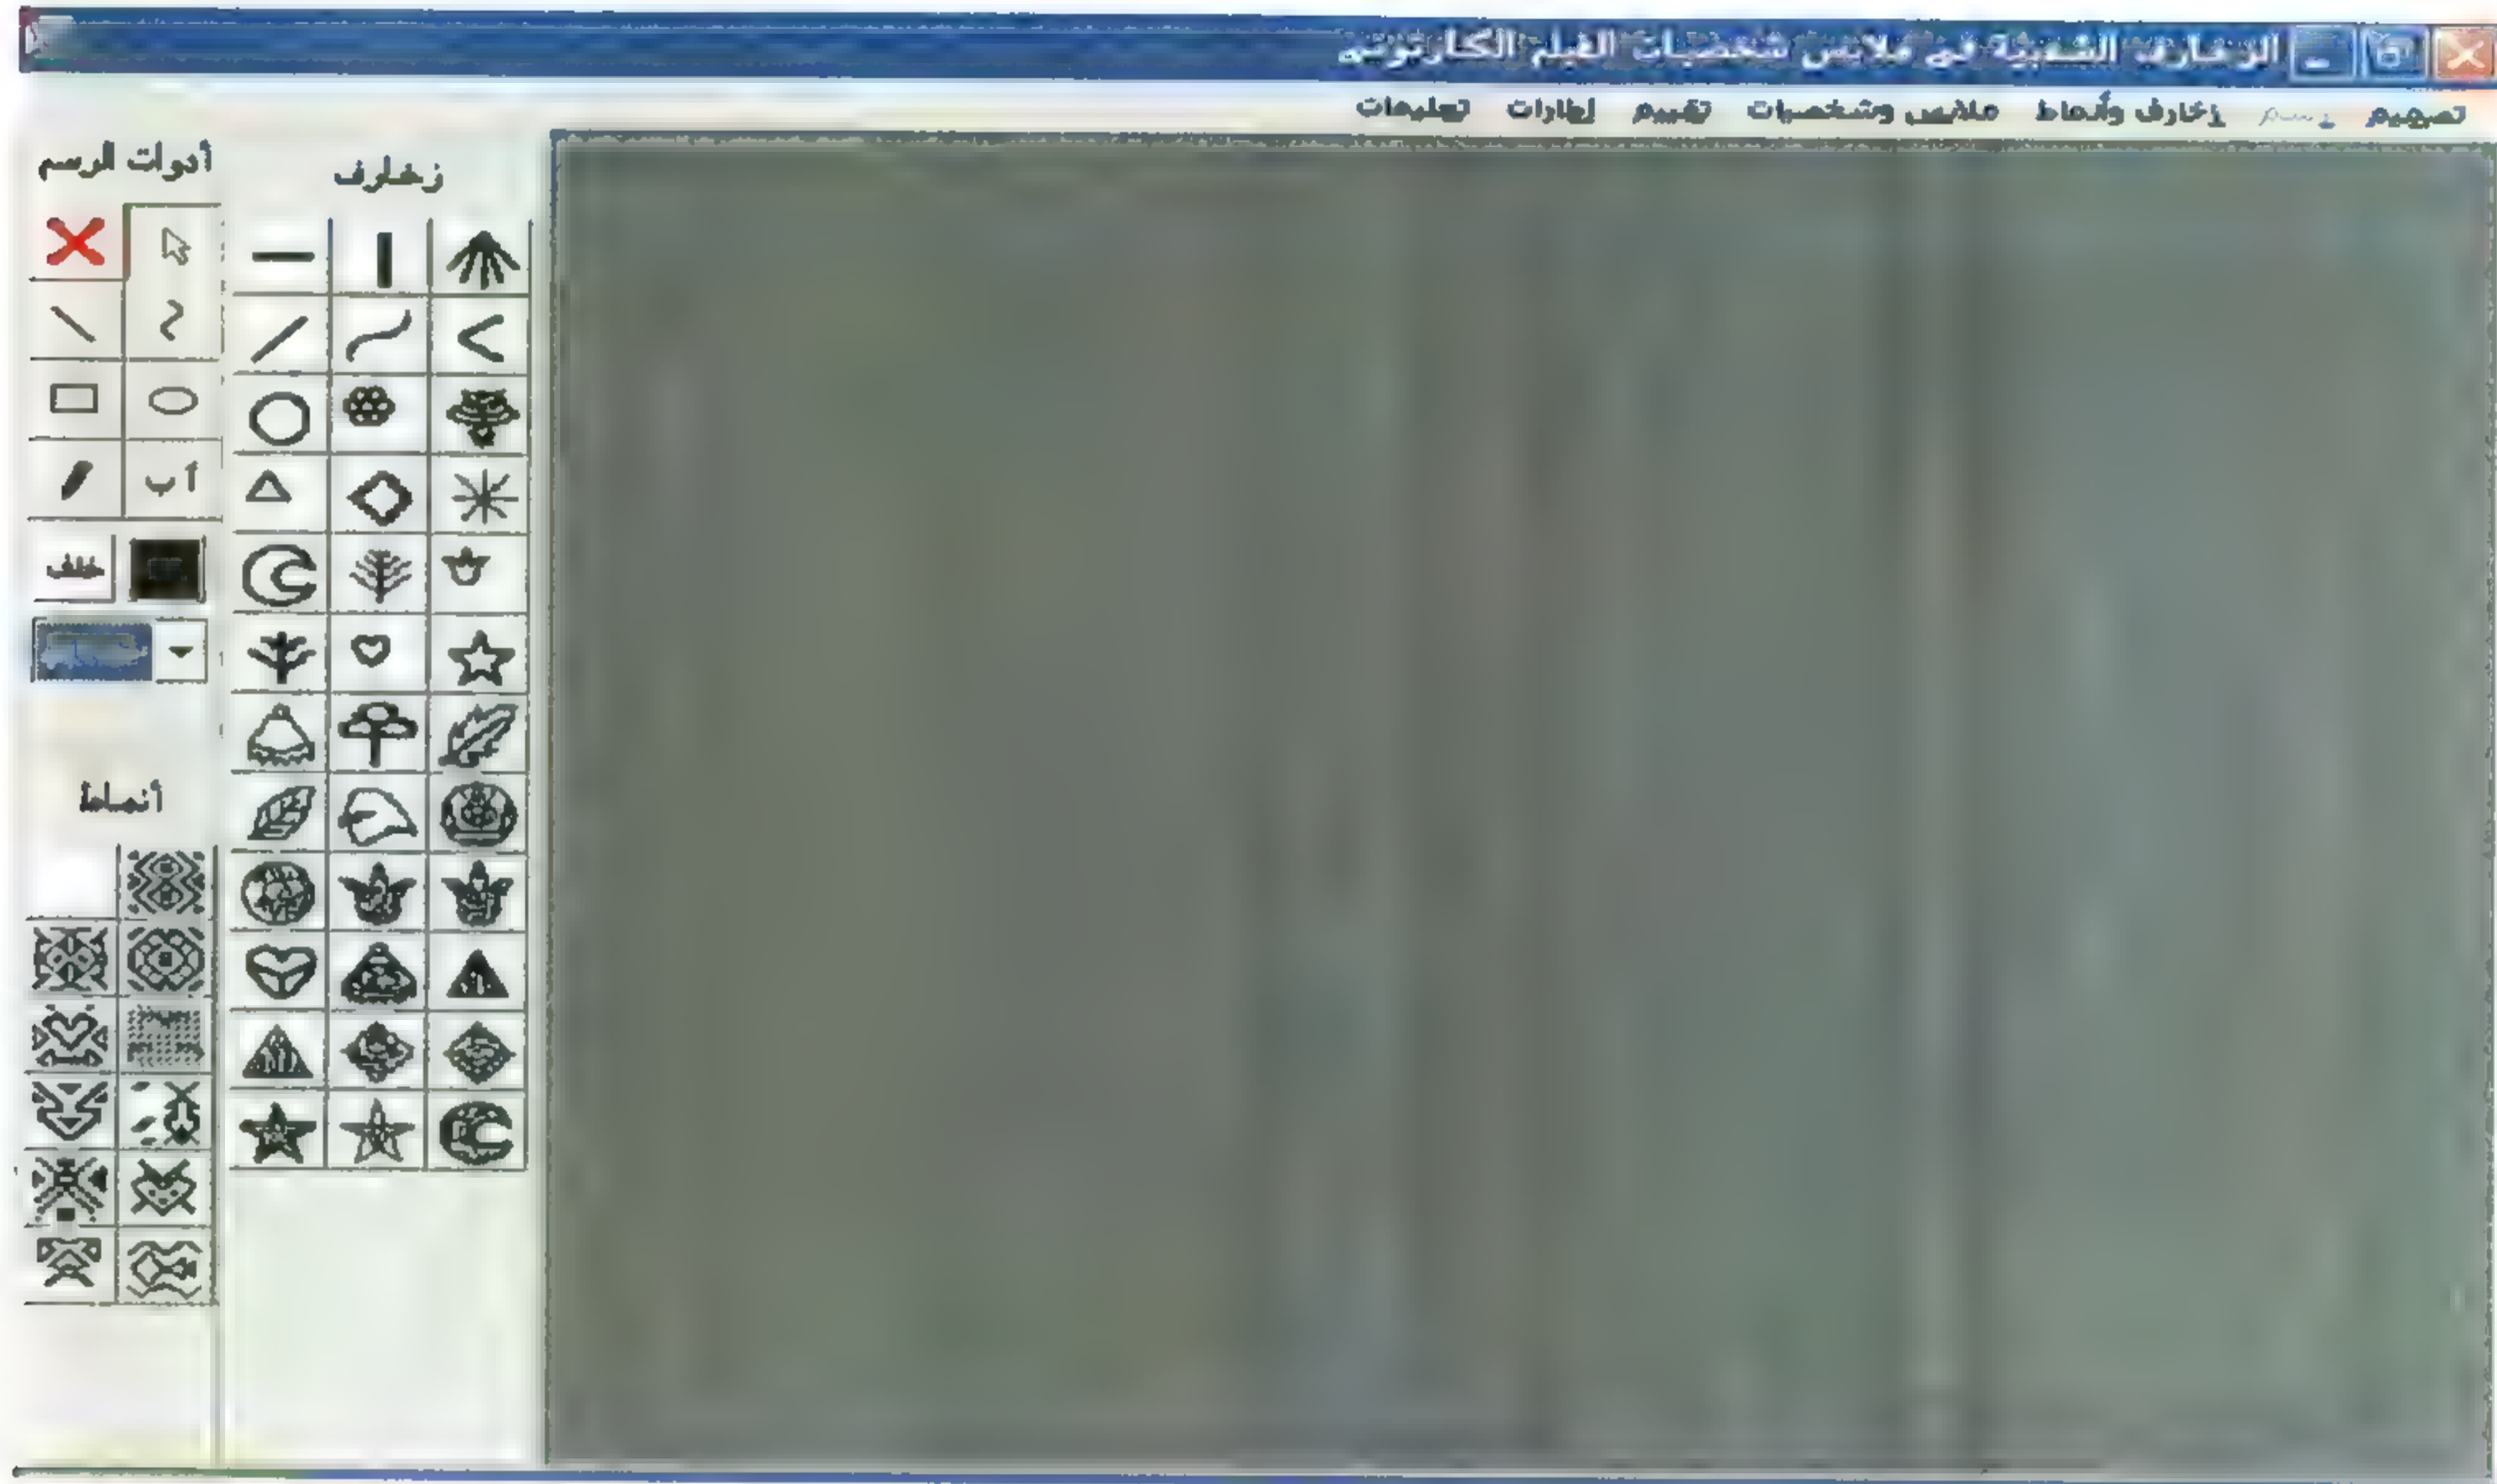 الزخارف الشعبية في ملابس شخصيات الفيلم الكارتوني
تصميم رسم زخارف وأنماط ملابس وشخصيات تقييم إطارات تعليمات
زخارف
أدوات الرسم
أ ب
خلف
أنماط